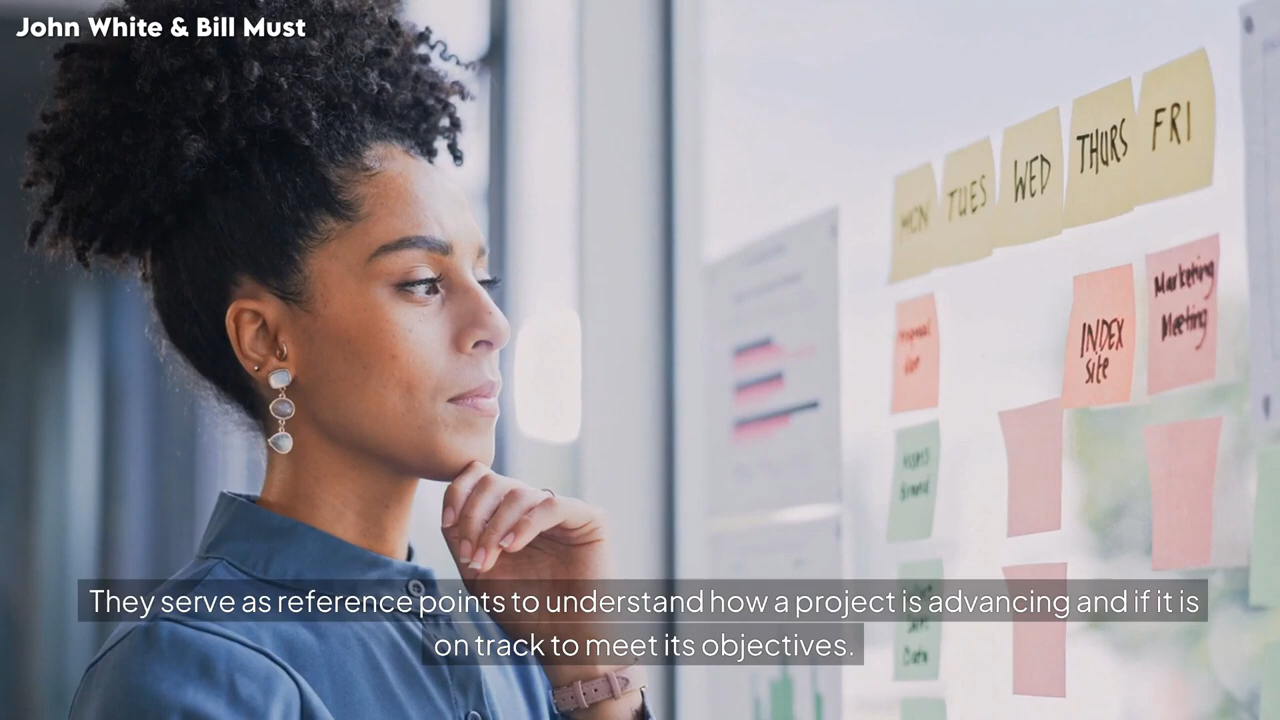 John White & Bill Must
MON
TUES
WED
THURS
FRI
INDEX
site
Marketing
Meeting
They serve as reference points to understand how a project is advancing and if it is
on track to meet its objectives.